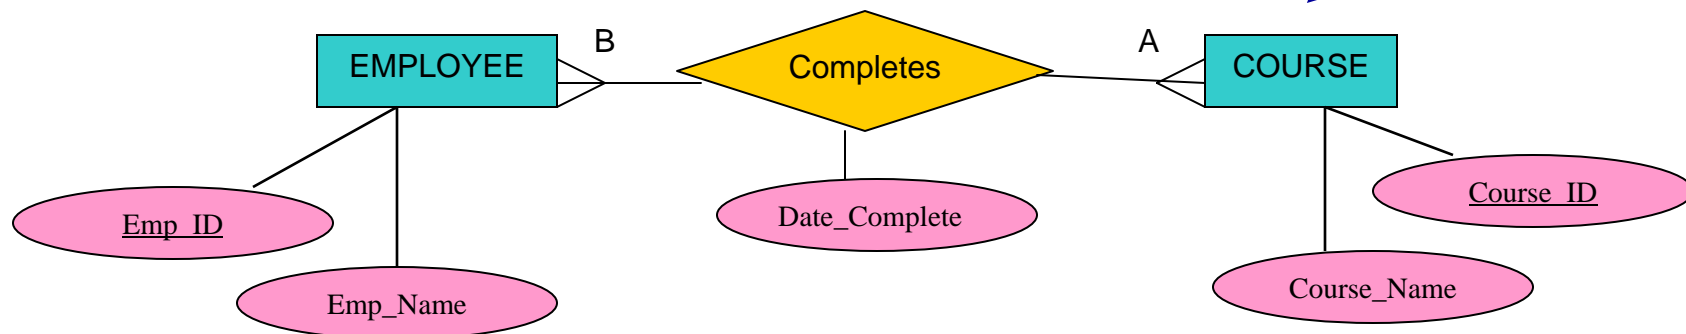 EMPLOYEE
B
Completes
A
COURSE
Emp_ID
Date_Complete
Course_ID
Emp_Name
Course_Name